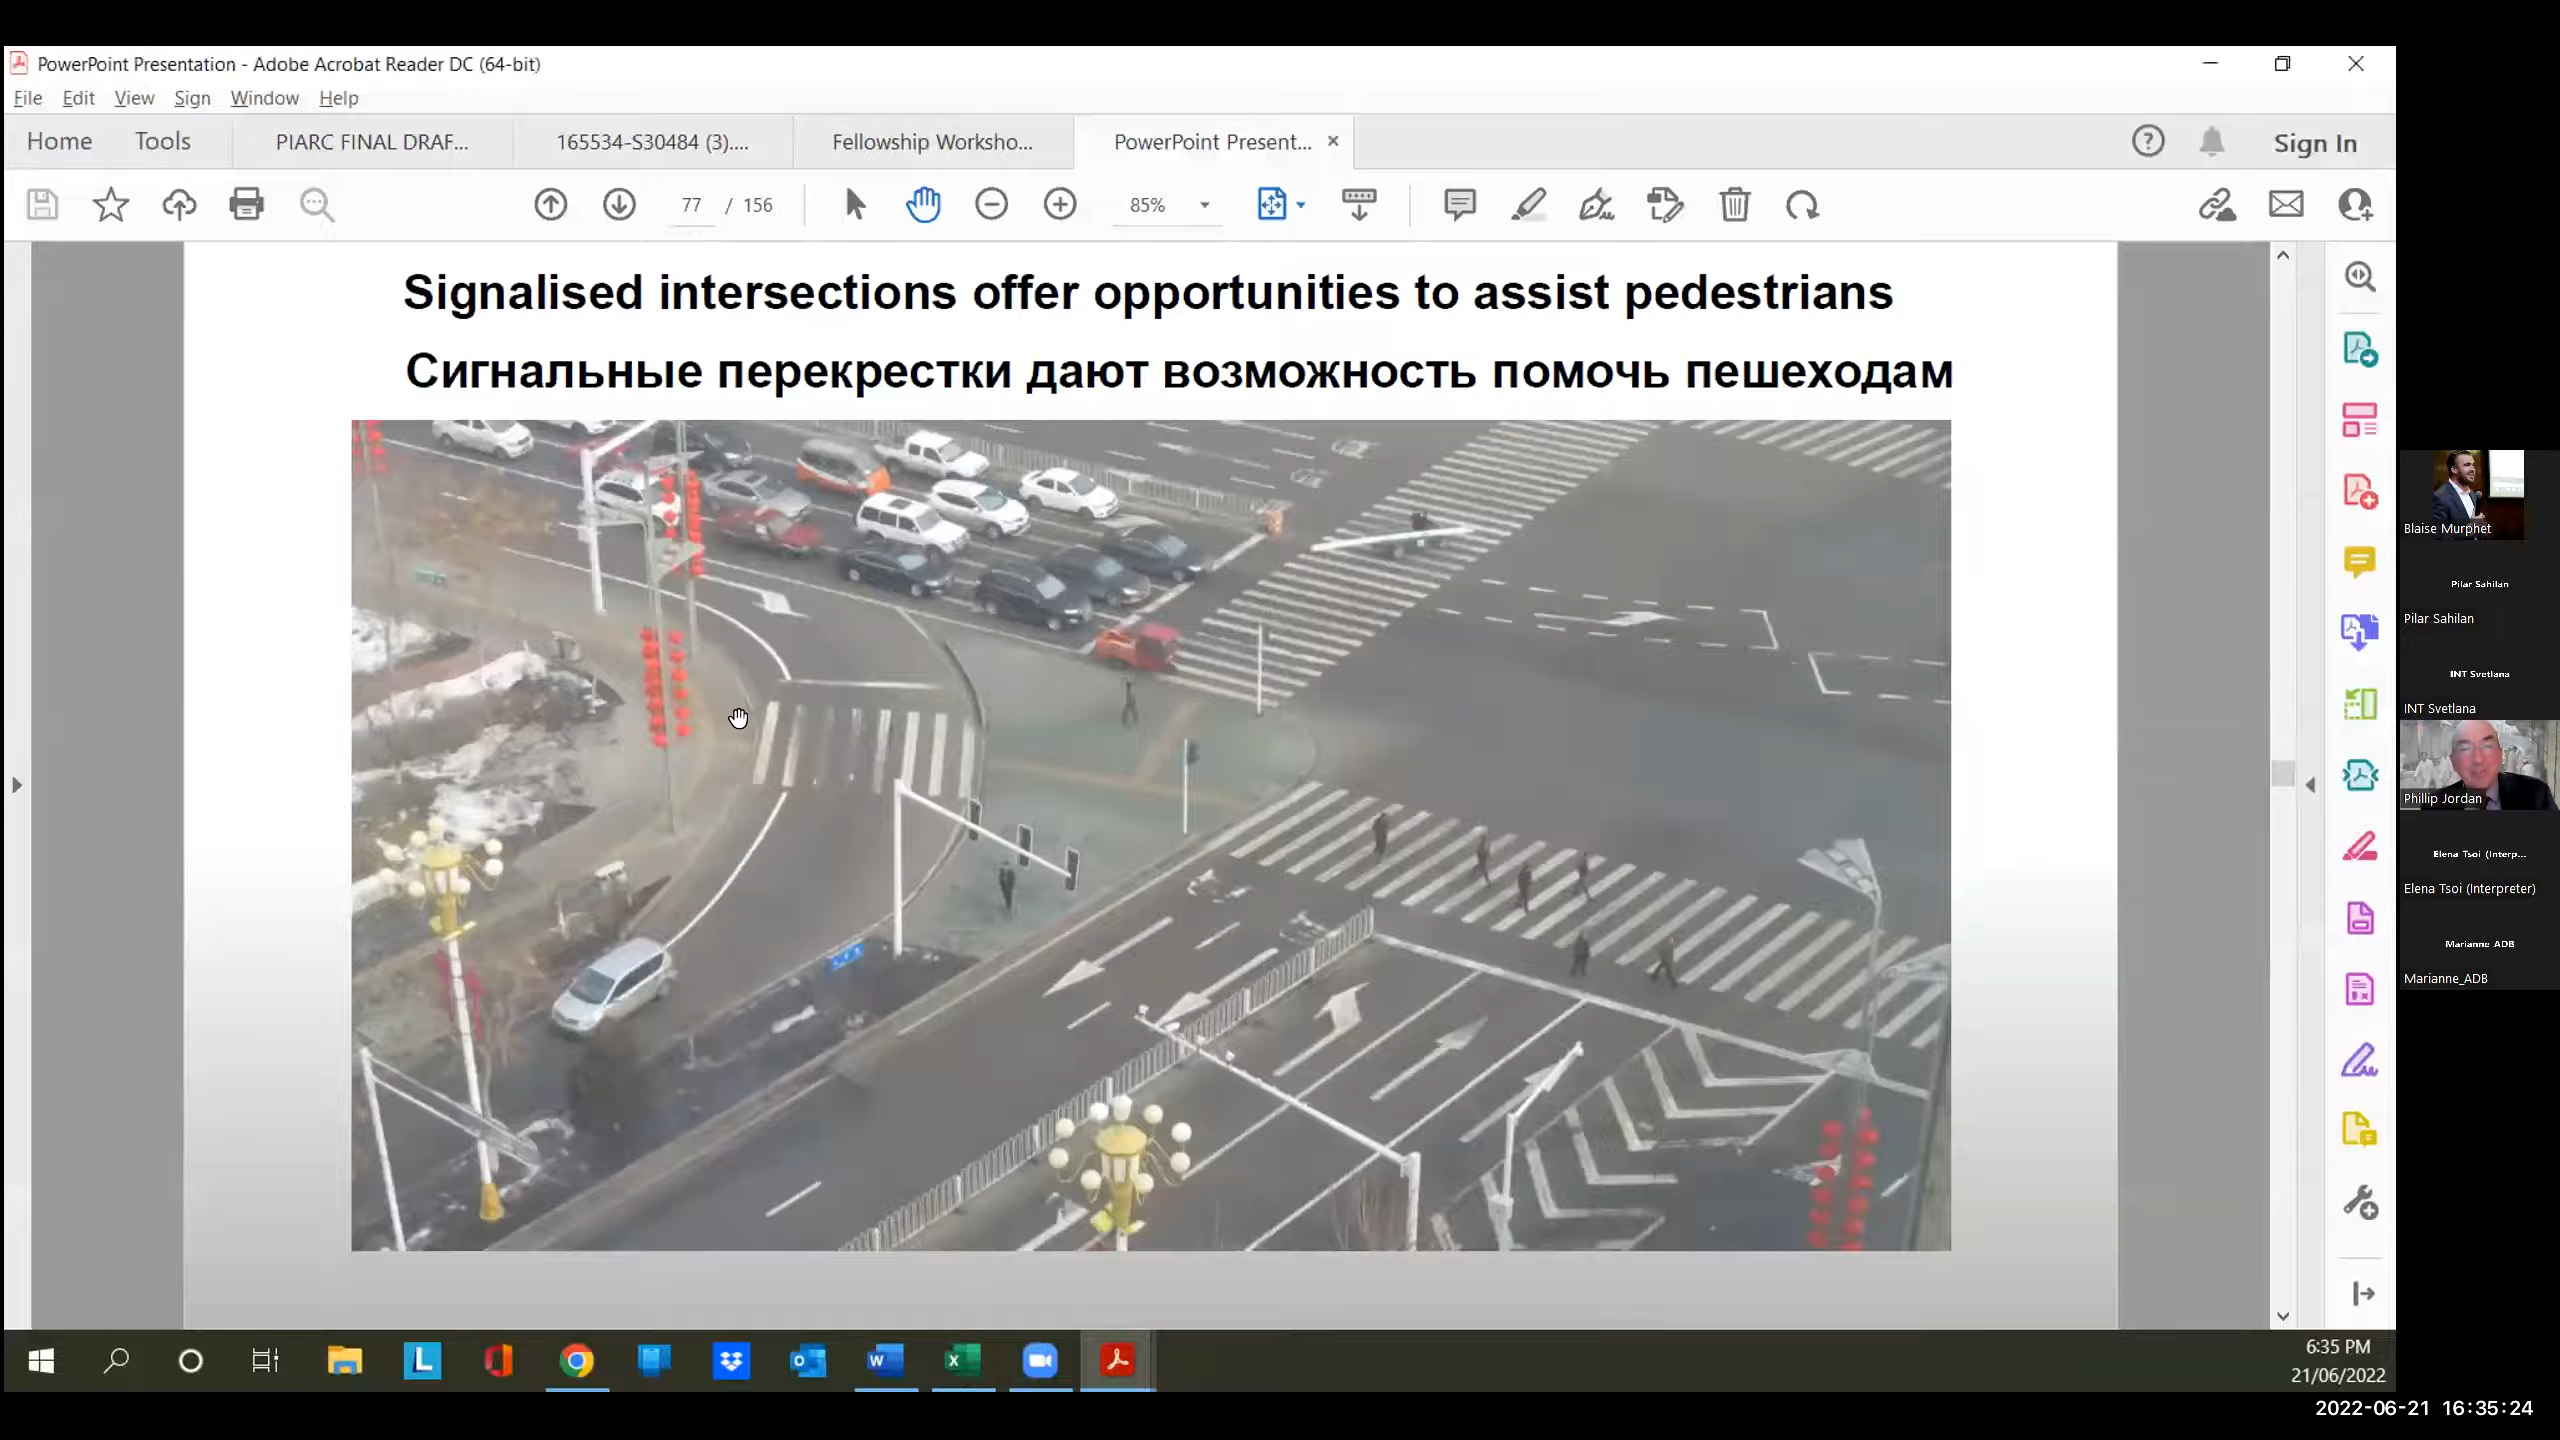 PowerPoint Presentation - Adobe Acrobat Reader DC (64-bit)
File Edit View Sign Window Help
Home Tools PIARC FINAL DRAF... 165534-S30484 (3).... Fellowship Worksho... PowerPoint Present... Sign In
77 / 156 85%
Signalised intersections offer opportunities to assist pedestrians
Сигнальные перекрестки дают возможность помочь пешеходам
Blaise Murphet
Pilar Sahilan
Pilar Sahilan
INT Svetlana
INT Svetlana
Phillip Jordan
Elena Tsoi (Interp...
Elena Tsoi (Interpreter)
Marianne ADB
Marianne_ADB
6:35 PM
21/06/2022
2022-06-21 16:35:24